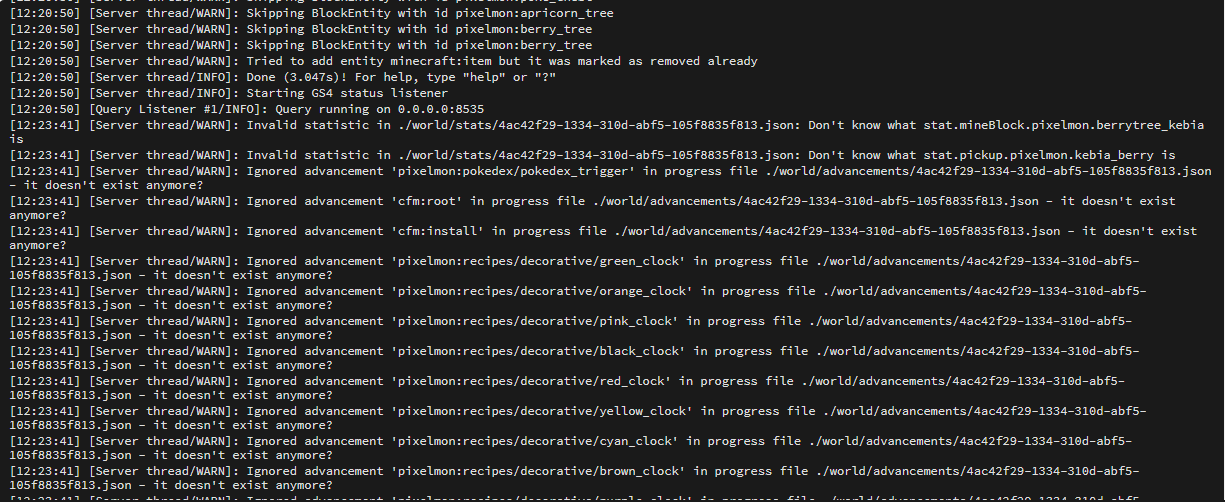 [12:20:50] [Server thread/WARN]: Skipping BlockEntity with id pixelmon:apricorn_tree
[12:20:50] [Server thread/WARN]: Skipping BlockEntity with id pixelmon:berry_tree
[12:20:50] [Server thread/WARN]: Skipping BlockEntity with id pixelmon:berry_tree
[12:20:50] [Server thread/WARN]: Tried to add entity minecraft:item but it was marked as removed already
[12:20:50] [Server thread/INFO]: Done (3.047s)! For help, type "help" or "?"
[12:20:50] [Server thread/INFO]: Starting GS4 status listener
[12:20:50] [Query Listener #1/INFO]: Query running on 0.0.0.0:8535
[12:23:41] [Server thread/WARN]: Invalid statistic in ./world/stats/4ac42f29-1334-310d-abf5-105f8835f813.json: Don't know what stat.mineBlock.pixelmon.berrytree_kebia
is
[12:23:41] [Server thread/WARN]: Invalid statistic in ./world/stats/4ac42f29-1334-310d-abf5-105f8835f813.json: Don't know what stat.pickup.pixelmon.kebia_berry is
[12:23:41] [Server thread/WARN]: Ignored advancement 'pixelmon:pokedex/pokedex_trigger' in progress file ./world/advancements/4ac42f29-1334-310d-abf5-105f8835f813.json
- it doesn't exist anymore?
[12:23:41] [Server thread/WARN]: Ignored advancement 'cfm:root' in progress file ./world/advancements/4ac42f29-1334-310d-abf5-105f8835f813.json - it doesn't exist
anymore?
[12:23:41] [Server thread/WARN]: Ignored advancement 'cfm:install' in progress file ./world/advancements/4ac42f29-1334-310d-abf5-105f8835f813.json - it doesn't exist
anymore?
[12:23:41] [Server thread/WARN]: Ignored advancement 'pixelmon:recipes/decorative/green_clock' in progress file ./world/advancements/4ac42f29-1334-310d-abf5-
105f8835f813.json - it doesn't exist anymore?
[12:23:41] [Server thread/WARN]: Ignored advancement 'pixelmon:recipes/decorative/orange_clock' in progress file ./world/advancements/4ac42f29-1334-310d-abf5-
105f8835f813.json - it doesn't exist anymore?
[12:23:41] [Server thread/WARN]: Ignored advancement 'pixelmon:recipes/decorative/pink_clock' in progress file ./world/advancements/4ac42f29-1334-310d-abf5-
105f8835f813.json - it doesn't exist anymore?
[12:23:41] [Server thread/WARN]: Ignored advancement 'pixelmon:recipes/decorative/black_clock' in progress file ./world/advancements/4ac42f29-1334-310d-abf5-
105f8835f813.json - it doesn't exist anymore?
[12:23:41] [Server thread/WARN]: Ignored advancement 'pixelmon:recipes/decorative/red_clock' in progress file ./world/advancements/4ac42f29-1334-310d-abf5-
105f8835f813.json - it doesn't exist anymore?
[12:23:41] [Server thread/WARN]: Ignored advancement 'pixelmon:recipes/decorative/yellow_clock' in progress file ./world/advancements/4ac42f29-1334-310d-abf5-
105f8835f813.json - it doesn't exist anymore?
[12:23:41] [Server thread/WARN]: Ignored advancement 'pixelmon:recipes/decorative/cyan_clock' in progress file ./world/advancements/4ac42f29-1334-310d-abf5-
105f8835f813.json - it doesn't exist anymore?
[12:23:41] [Server thread/WARN]: Ignored advancement 'pixelmon:recipes/decorative/brown_clock' in progress file ./world/advancements/4ac42f29-1334-310d-abf5-
105f8835f813.json - it doesn't exist anymore?